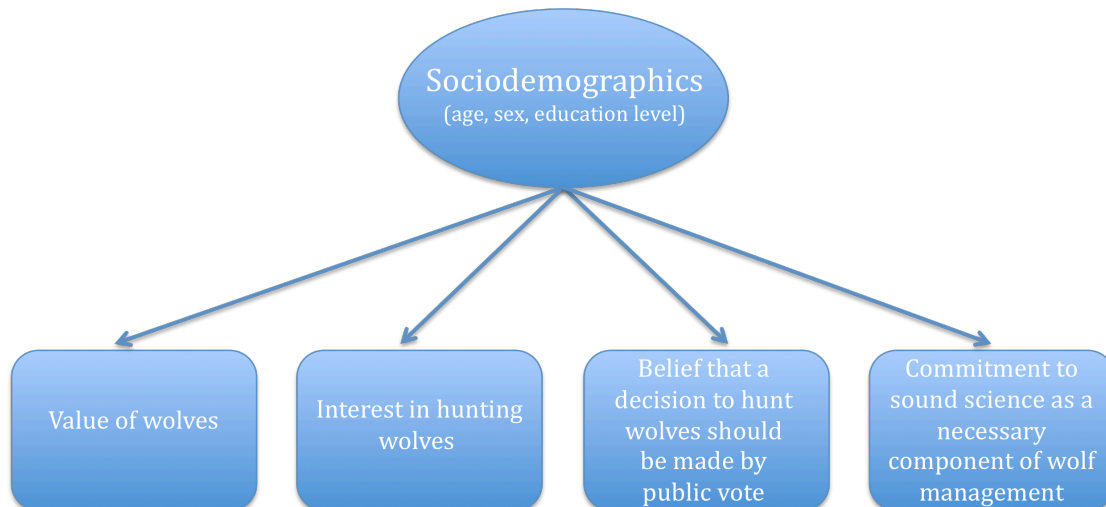 Sociodemographics
(age, sex, education level)
Value of wolves
Interest in hunting
wolves
Belief that a
decision to hunt
wolves should
be made by
public vote
Commitment to
sound science as a
necessary
component of wolf
management